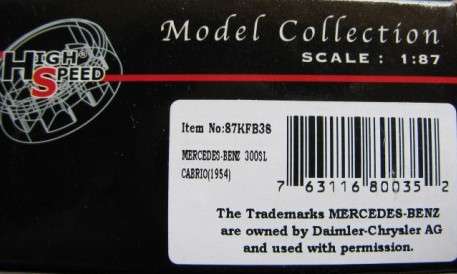 HIGH SPEED
Model Collection
SCALE: 1:87
Item No:87KFB38
MERCEDES-BENZ 300SL
CABRIO(1954)
7 63116 80035 2
The Trademarks MERCEDES-BENZ
are owned by Daimler-Chrysler AG
and used with permission.